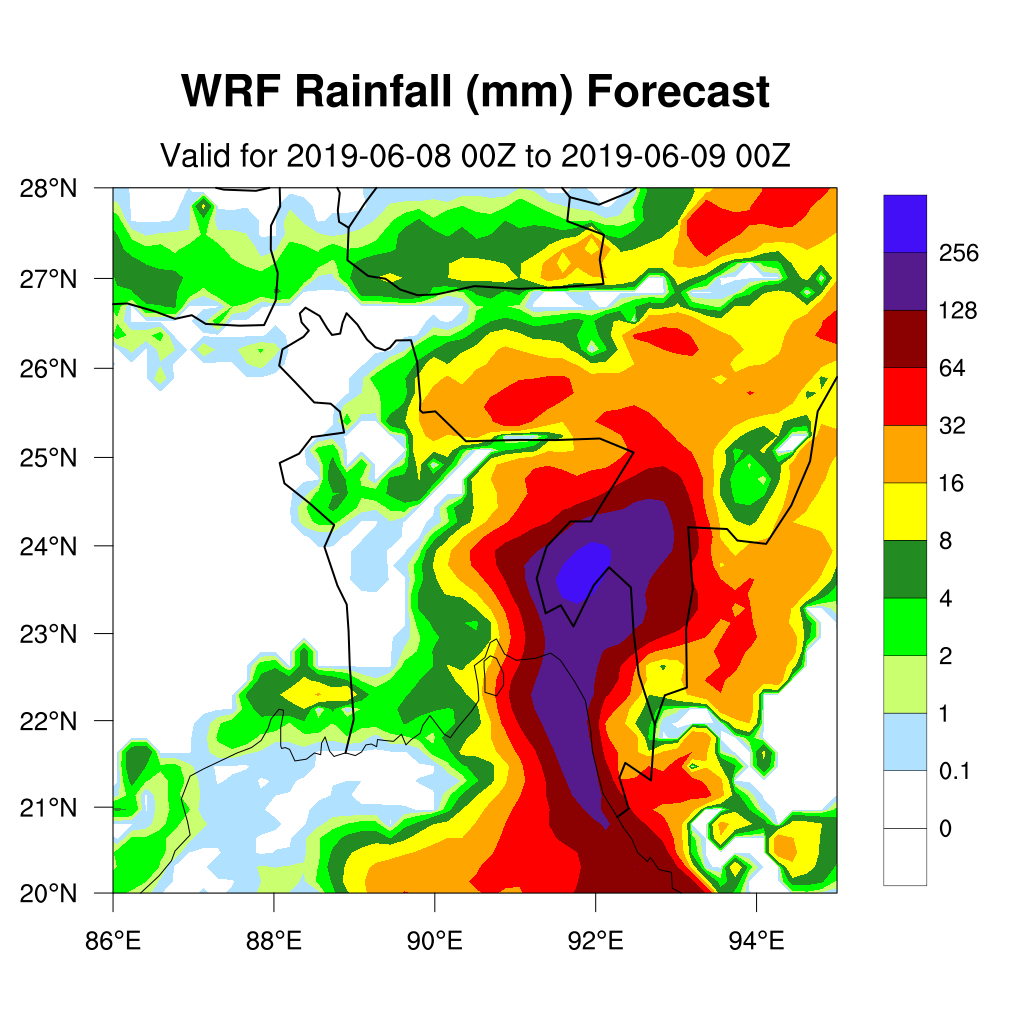 WRF Rainfall (mm) Forecast
Valid for 2019-06-08 00Z to 2019-06-09 00Z
28°N
27°N
26°N
25°N
24°N
23°N
22°N
21°N
20°N
86°E
88°E
90°E
92°E
94°E
256
128
64
32
16
8
4
2
1
0.1
0